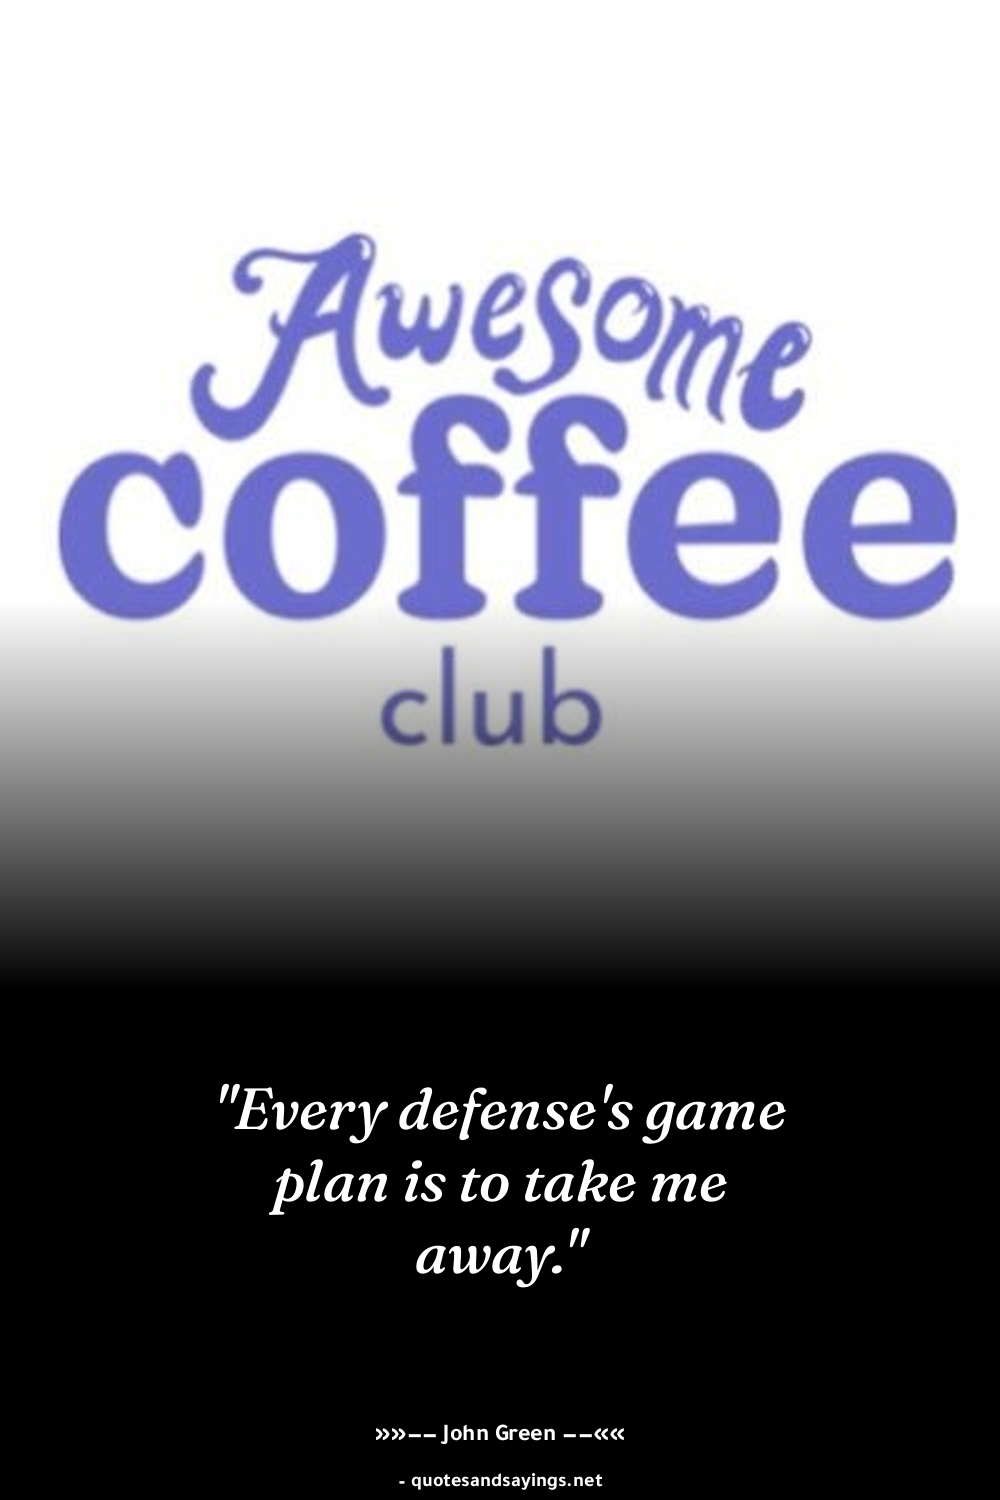 Awesome
coffee
club
"Every defense's game
plan is to take me
away."
»»—— John Green ——««
- quotesandsayings.net